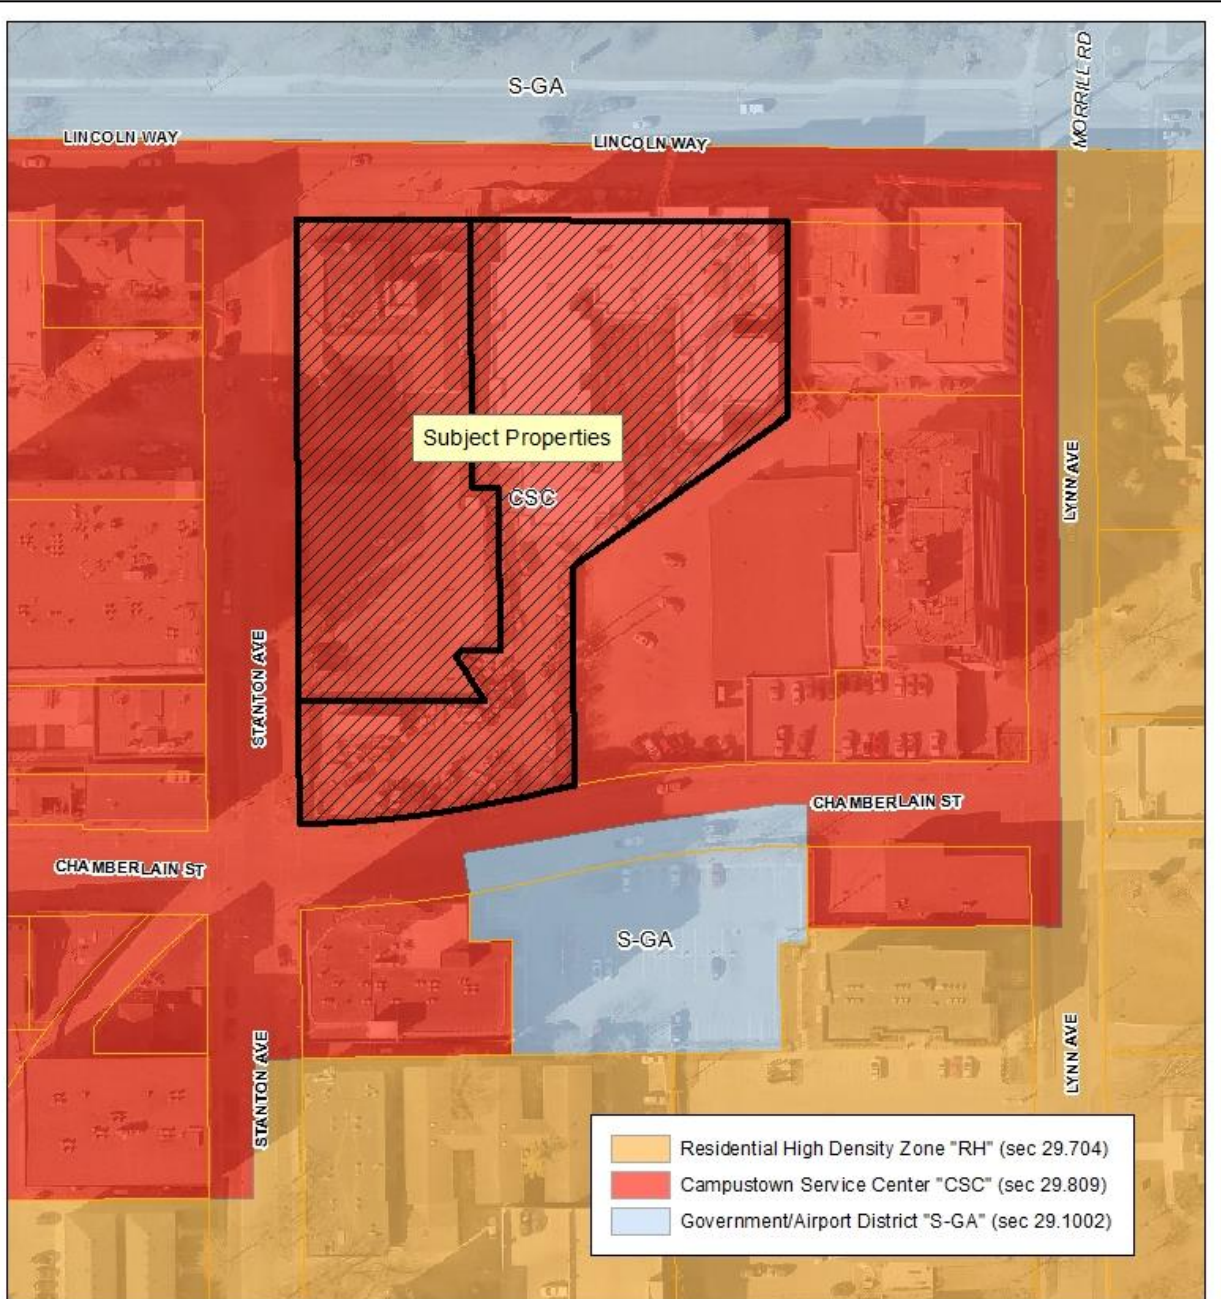 S-GA
MORRILL RD
LINCOLN WAY
LINCOLN WAY
Subject Properties
CSC
LYNN AVE
STANTON AVE
CHAMBERLAIN ST
CHAMBERLAIN ST
S-GA
STANTON AVE
LYNN AVE
Residential High Density Zone "RH" (sec 29.704)
Campustown Service Center "CSC" (sec 29.809)
Government/Airport District "S-GA" (sec 29.1002)